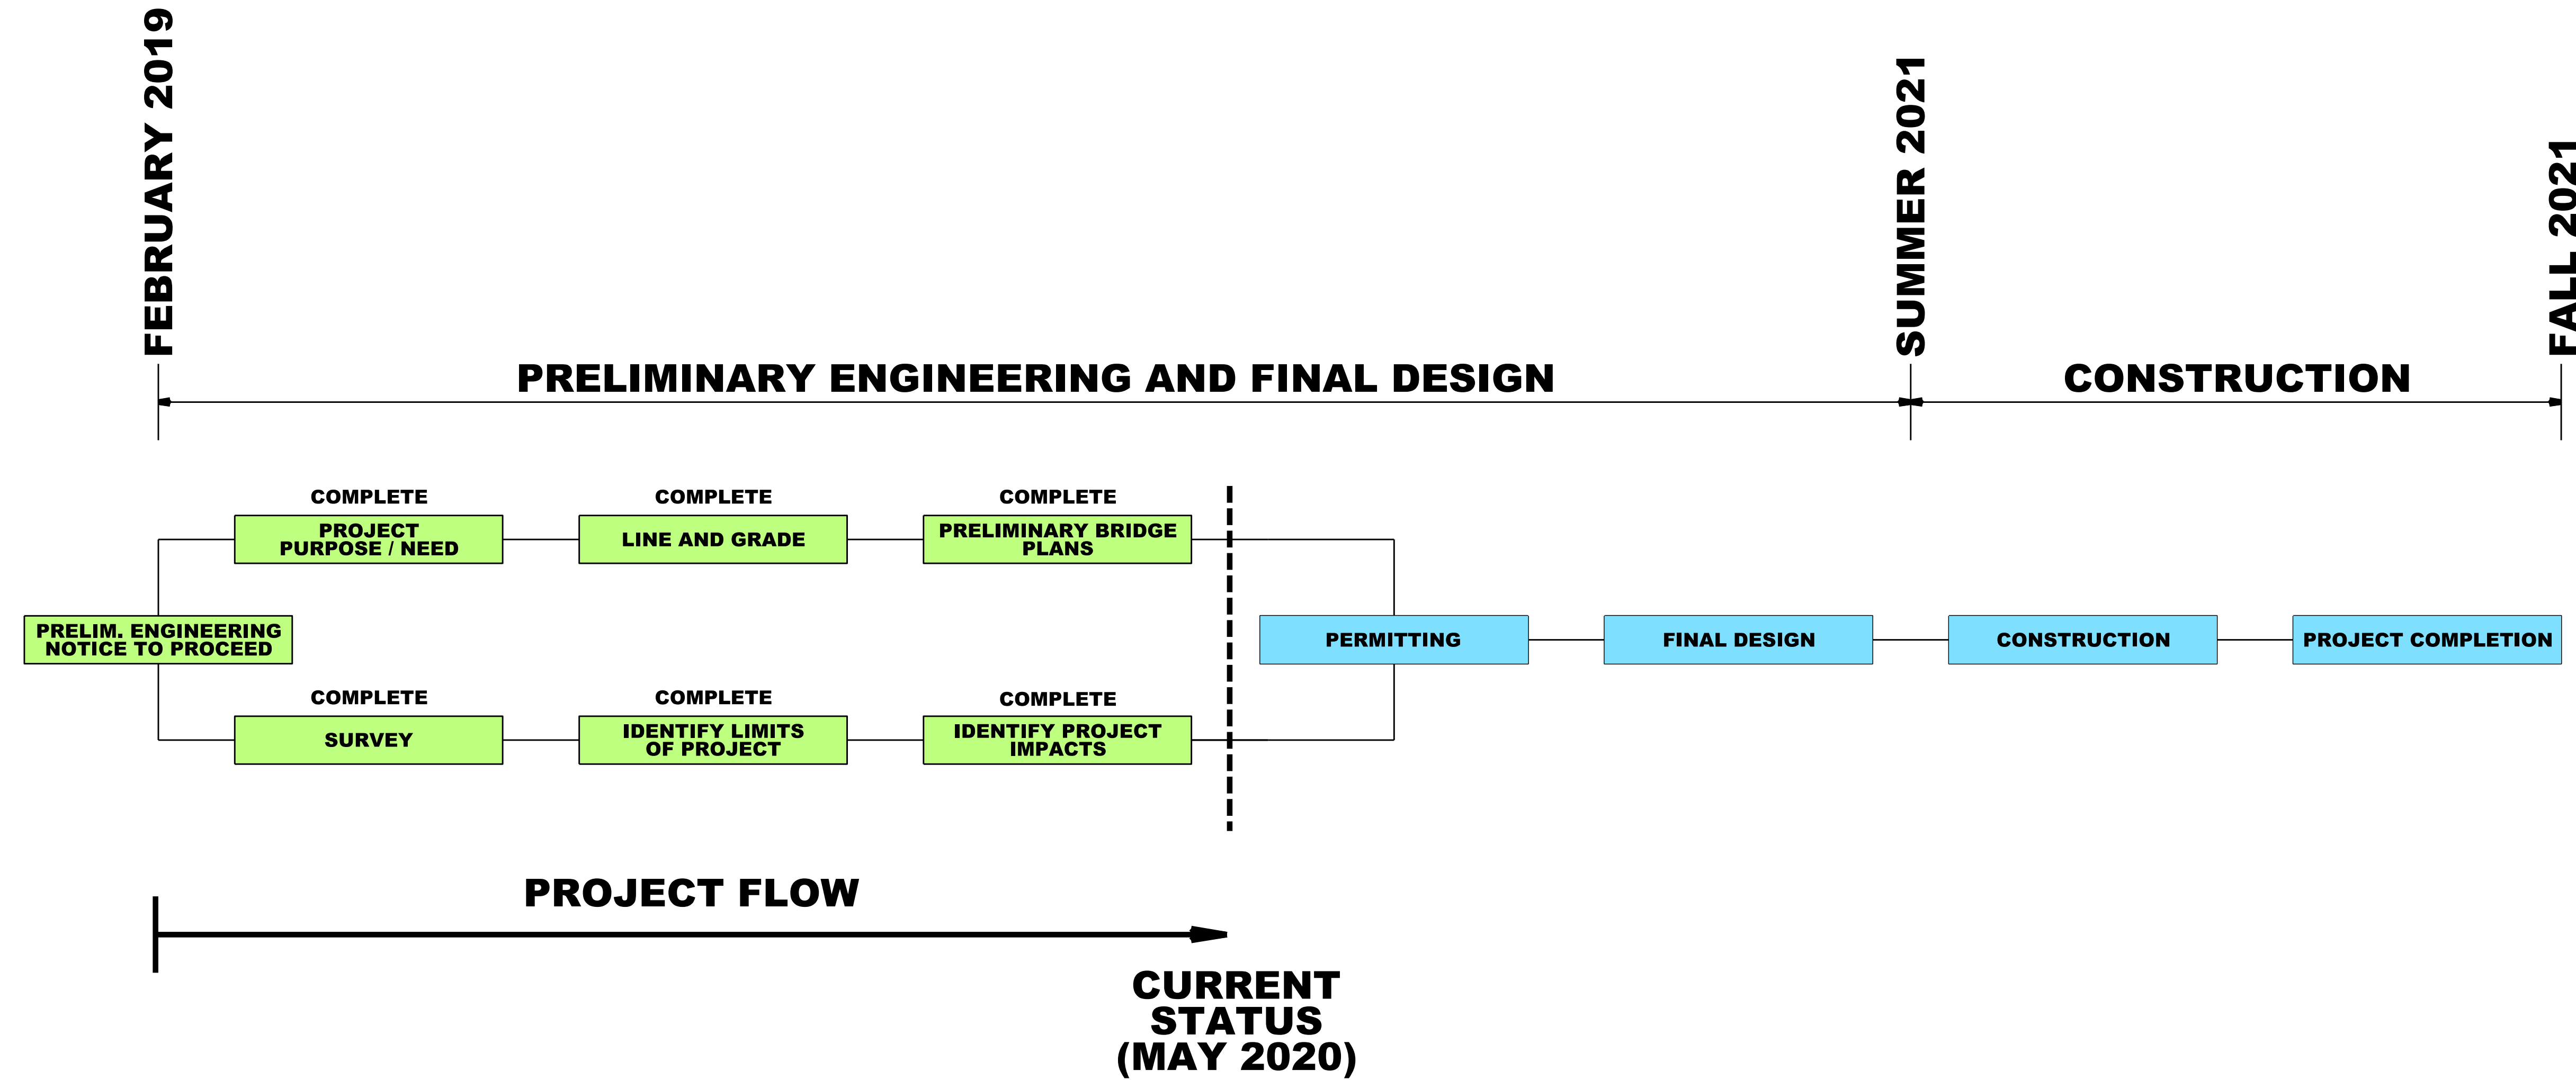 FEBRUARY 2019
SUMMER 2021
FALL 2021
PRELIMINARY ENGINEERING AND FINAL DESIGN
CONSTRUCTION
COMPLETE
COMPLETE
COMPLETE
PROJECT
PURPOSE / NEED
LINE AND GRADE
PRELIMINARY BRIDGE
PLANS
PRELIM. ENGINEERING
NOTICE TO PROCEED
PERMITTING
FINAL DESIGN
CONSTRUCTION
PROJECT COMPLETION
COMPLETE
COMPLETE
COMPLETE
SURVEY
IDENTIFY LIMITS
OF PROJECT
IDENTIFY PROJECT
IMPACTS
PROJECT FLOW
CURRENT
STATUS
(MAY 2020)